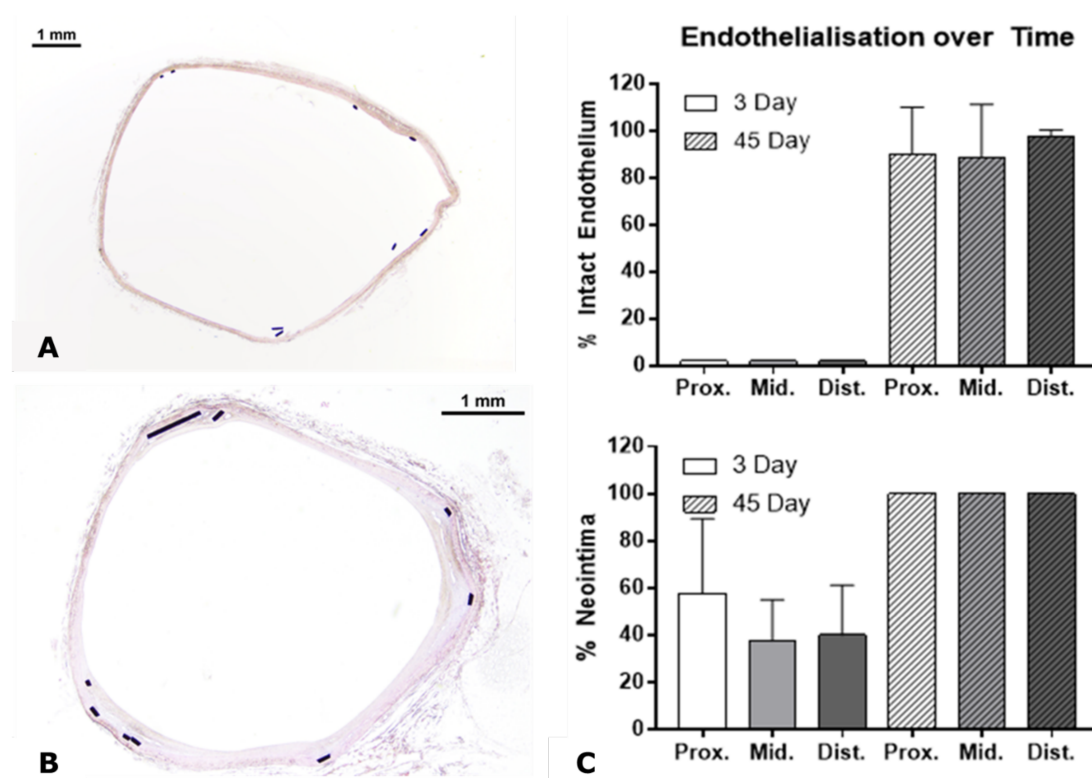 1 mm
A
1 mm
B
Endothelialisation over Time
% Intact Endothelium
120
100
80
60
40
20
0
3 Day
45 Day
Prox. Mid. Dist. Prox. Mid. Dist.
% Neointima
120
100
80
60
40
20
0
3 Day
45 Day
Prox. Mid. Dist. Prox. Mid. Dist.
C